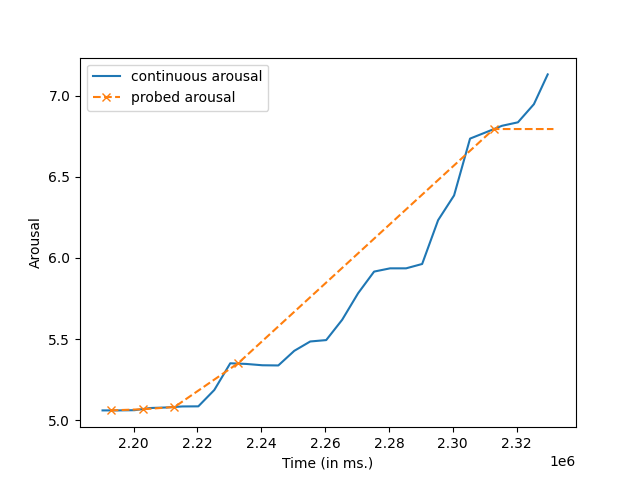 continuous arousal
probed arousal
7.0
6.5
6.0
5.5
5.0
Arousal
2.20 2.22 2.24 2.26 2.28 2.30 2.32
Time (in ms.)
1e6